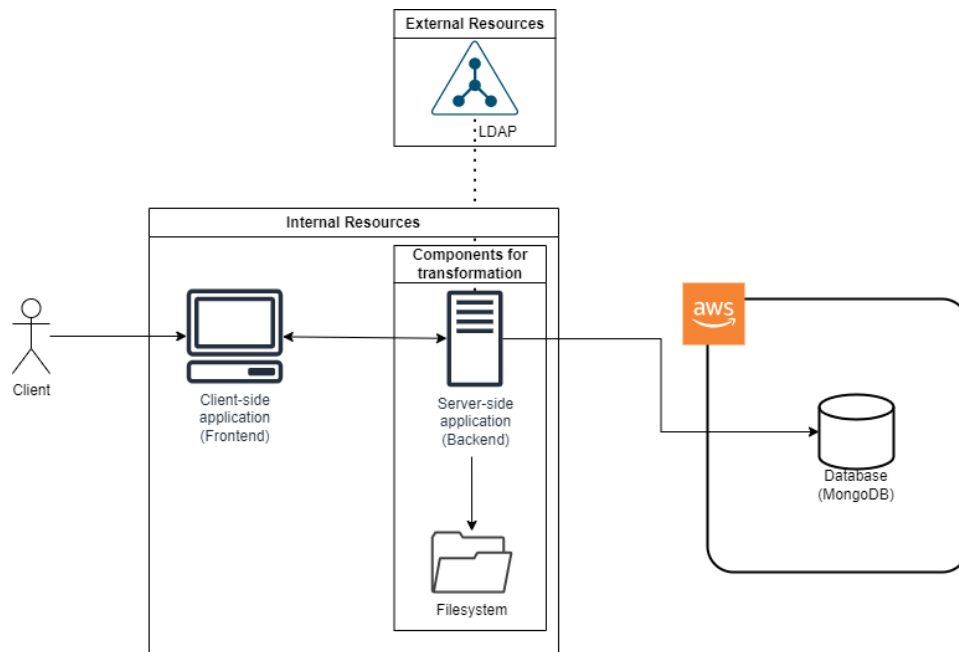 External Resources
LDAP
Internal Resources
Components for
transformation
aws
Client
Client-side
application
(Frontend)
Server-side
application
(Backend)
Database
(MongoDB)
Filesystem